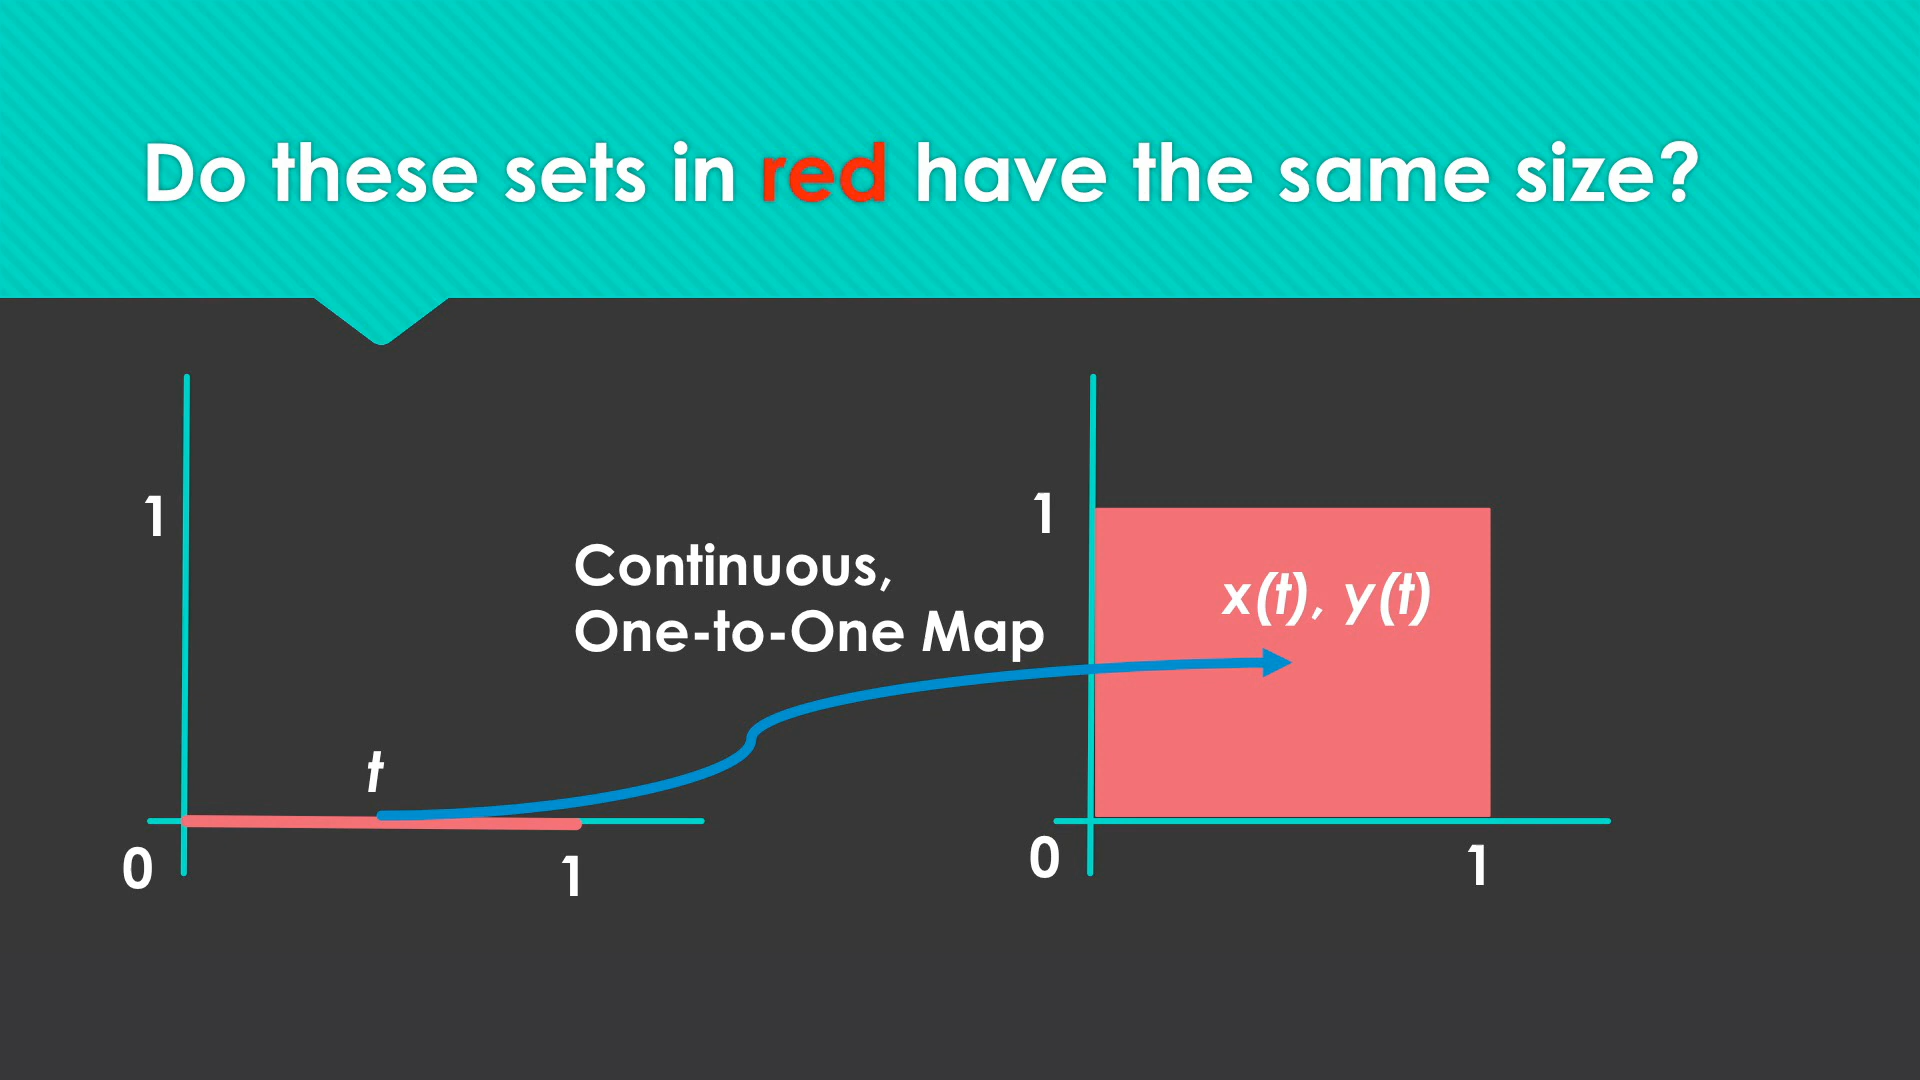 Do these sets in red have the same size?
1
1
Continuous,
One-to-One Map
x(t), y(t)
t
0
1
0
1